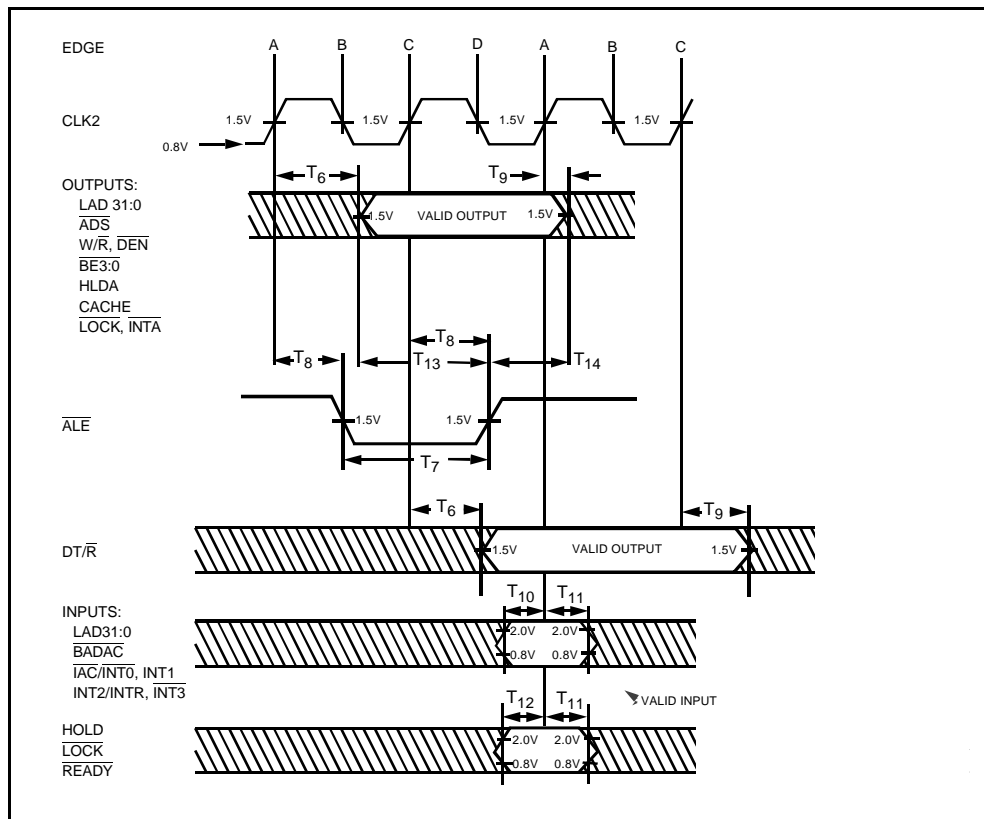 EDGE A B C D A B C
CLK2 1.5V 1.5V 1.5V 1.5V
0.8V
T6 T9
OUTPUTS:
LAD 31:0
ADS
W/R, DEN
BE3:0
HLDA
CACHE
LOCK, INTA
1.5V VALID OUTPUT 1.5V
T8
T8 T13 T14
ALE 1.5V 1.5V
T7
T6 T9
DT/R 1.5V VALID OUTPUT 1.5V
T10 T11
INPUTS:
LAD31:0
BADAC
IAC/INT0, INT1
INT2/INTR, INT3
2.0V 2.0V
0.8V 0.8V
T12 T11
VALID INPUT
HOLD
LOCK
READY
2.0V 2.0V
0.8V 0.8V